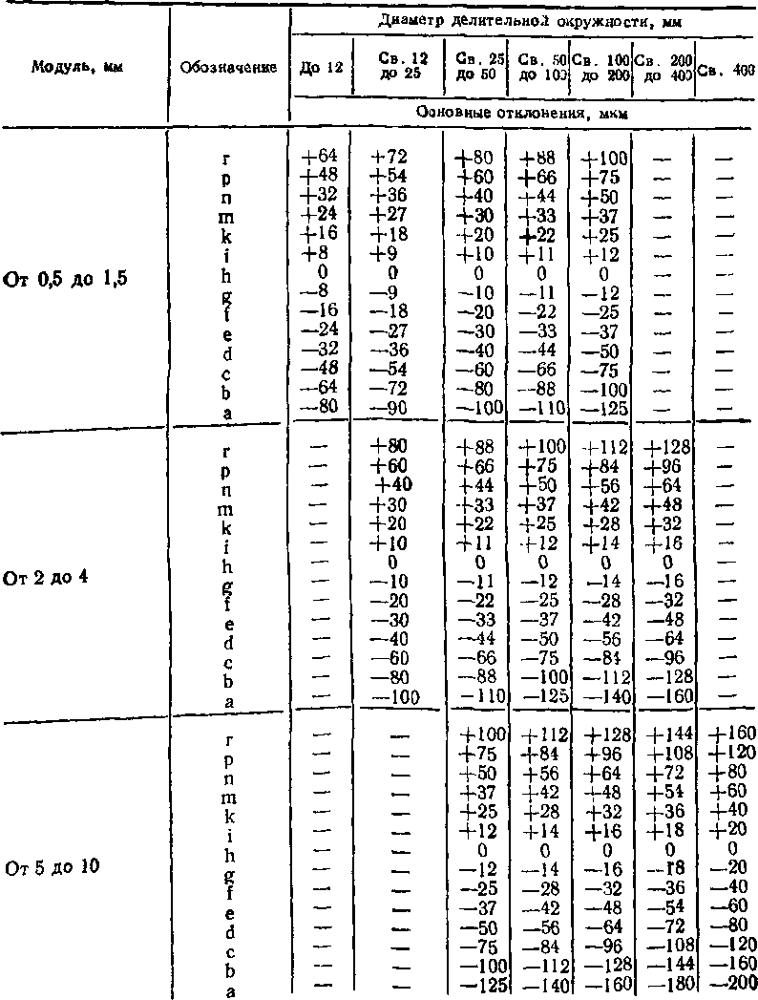 Диаметр делительной окружности, мм
Модуль, мм Обозначение До 12 Св. 12 до 25 Св. 25 до 50 Св. 50 до 100 Св. 100 до 200 Св. 200 до 400 Св. 400
Основные отклонения, мкм
От 0,5 до 1,5
r +64 +72 +80 +88 +100 — —
p +48 +54 +60 +66 +75 — —
n +32 +36 +40 +44 +50 — —
m +24 +27 +30 +33 +37 — —
k +16 +18 +20 +22 +25 — —
i +8 +9 +10 +11 +12 — —
h 0 0 0 0 0 — —
g —8 —9 —10 —11 —12 — —
f —16 —18 —20 —22 —25 — —
e —24 —27 —30 —33 —37 — —
d —32 —36 —40 —44 —50 — —
c —48 —54 —60 —66 —75 — —
b —64 —72 —80 —88 —100 — —
a —80 —90 —100 —110 —125 — —
От 2 до 4
r — +80 +88 +100 +112 +128 —
p — +60 +66 +75 +84 +96 —
n — +40 +44 +50 +56 +64 —
m — +30 +33 +37 +42 +48 —
k — +20 +22 +25 +28 +32 —
i — +10 +11 +12 +14 +16 —
h — 0 0 0 0 0 —
g — —10 —11 —12 —14 —16 —
f — —20 —22 —25 —28 —32 —
e — —30 —33 —37 —42 —48 —
d — —40 —44 —50 —56 —64 —
c — —60 —66 —75 —84 —96 —
b — —80 —88 —100 —112 —128 —
a — —100 —110 —125 —140 —160 —
От 5 до 10
r — — +100 +112 +128 +144 +160
p — — +75 +84 +96 +108 +120
n — — +50 +56 +64 +72 +80
m — — +37 +42 +48 +54 +60
k — — +25 +28 +32 +36 +40
i — — +12 +14 +16 +18 +20
h — — 0 0 0 0 0
g — — —12 —14 —16 —18 —20
f — — —25 —28 —32 —36 —40
e — — —37 —42 —48 —54 —60
d — — —50 —56 —64 —72 —80
c — — —75 —84 —96 —108 —120
b — — —100 —112 —128 —144 —160
a — — —125 —140 —160 —180 —200